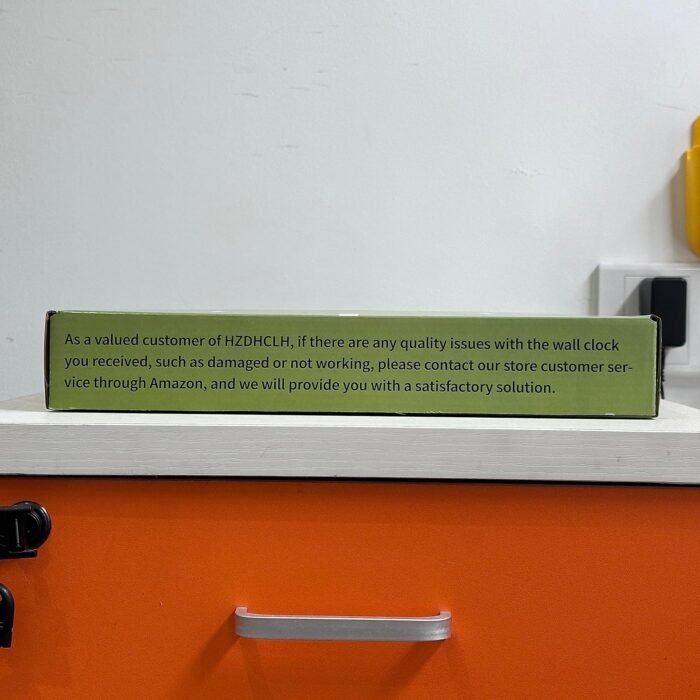 As a valued customer of HZDHCLH, if there are any quality issues with the wall clock
you received, such as damaged or not working, please contact our store customer ser-
vice through Amazon, and we will provide you with a satisfactory solution.